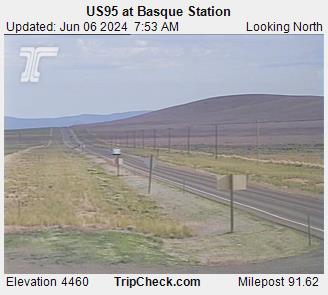 US95 at Basque Station
Updated: Jun 06 2024 7:53 AM Looking North
Elevation 4460 TripCheck.com Milepost 91.62